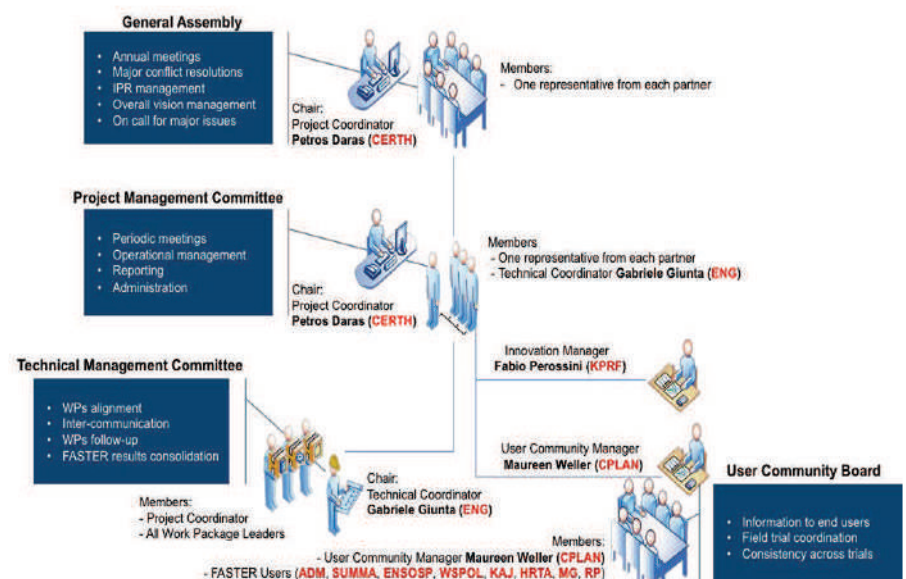 General Assembly
• Annual meetings
• Major conflict resolutions
• IPR management
• Overall vision management
• On call for major issues
Chair:
Project Coordinator
Petros Daras (CERTH)
Members:
- One representative from each partner
Project Management Committee
• Periodic meetings
• Operational management
• Reporting
• Administration
Chair:
Project Coordinator
Petros Daras (CERTH)
Members
- One representative from each partner
- Technical Coordinator Gabriele Giunta (ENG)
Innovation Manager
Fabio Perossini (KPRF)
Technical Management Committee
• WPs alignment
• Inter-communication
• WPs follow-up
• FASTER results consolidation
Members:
- Project Coordinator
- All Work Package Leaders
Chair:
Technical Coordinator
Gabriele Giunta (ENG)
User Community Manager
Maureen Weller (CPLAN)
User Community Board
• Information to end users
• Field trial coordination
• Consistency across trials
Members:
- User Community Manager Maureen Weller (CPLAN)
- FASTER Users (ADM, SUMMA, ENSOSP, WSPOL, KAJ, HRTA, MG, RP)